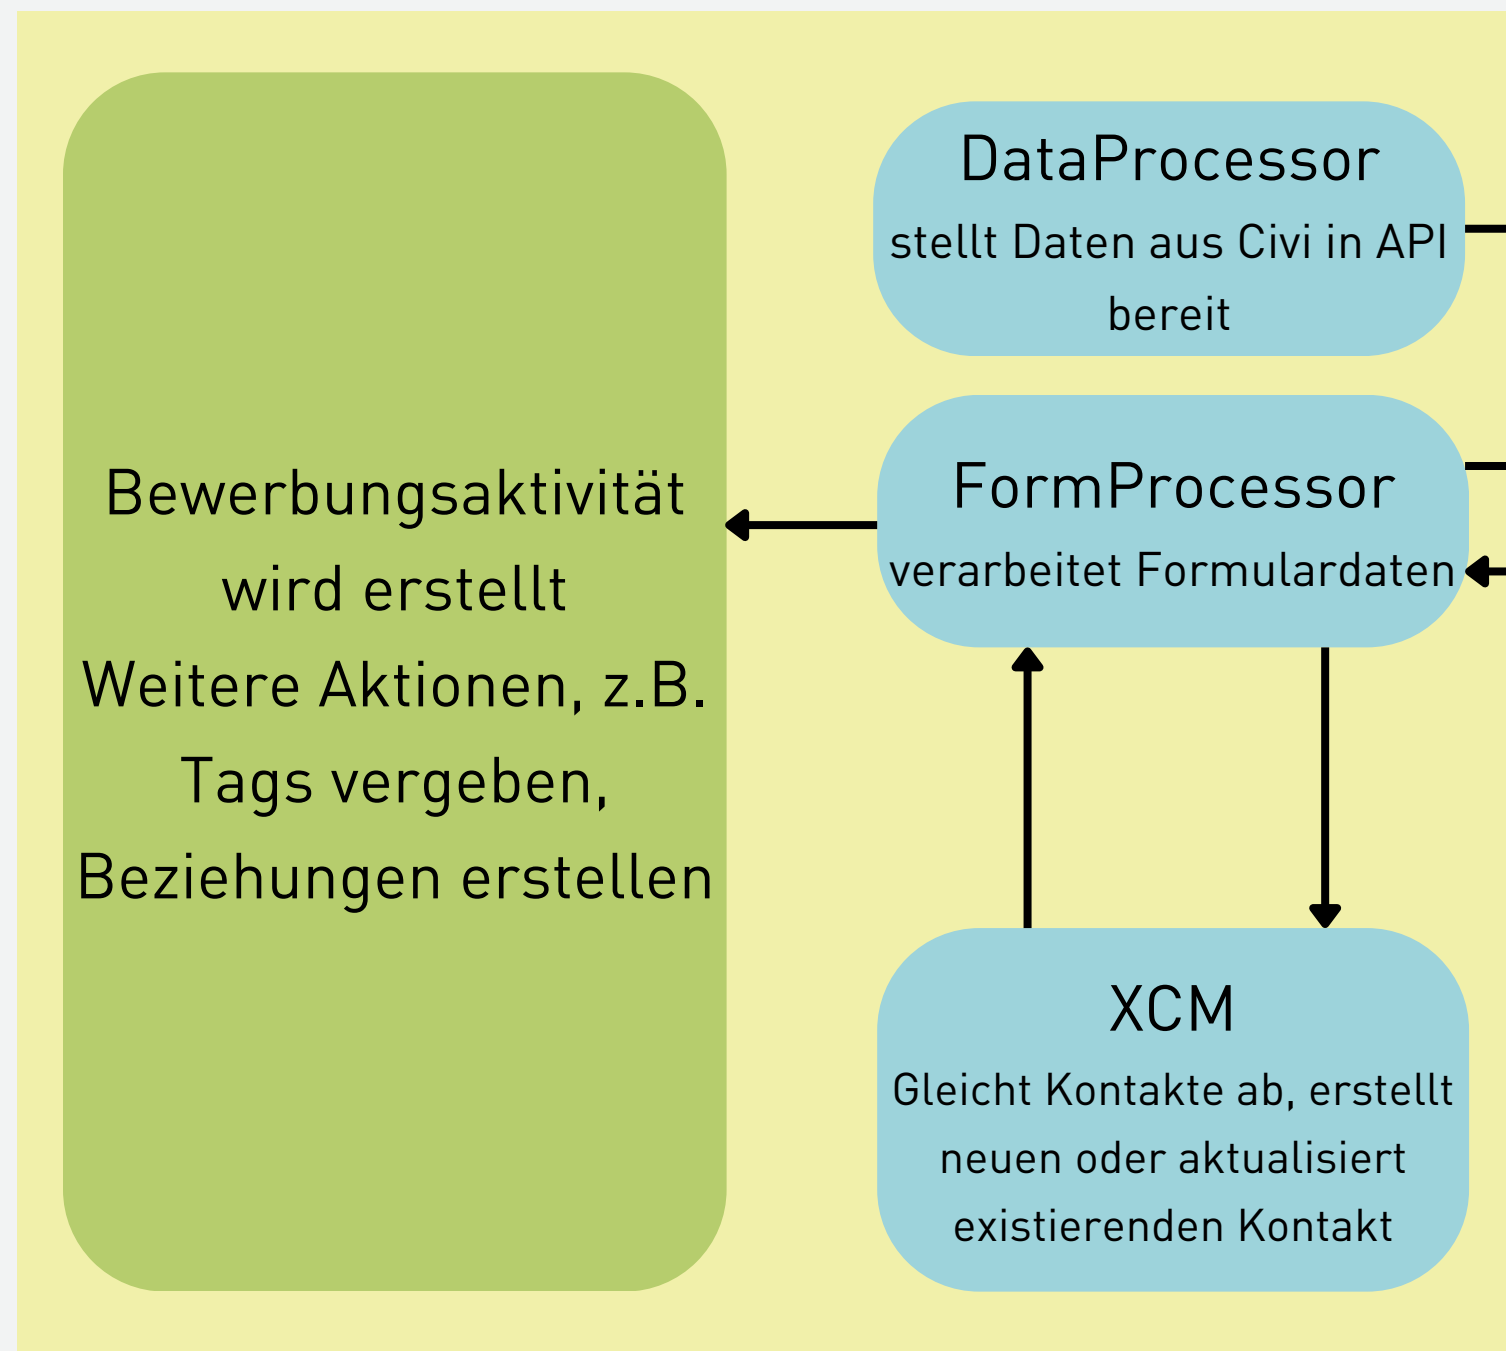 Bewerbungsaktivität
wird erstellt
Weitere Aktionen, z.B.
Tags vergeben,
Beziehungen erstellen
DataProcessor
stellt Daten aus Civi in API
bereit
FormProcessor
verarbeitet Formulardaten
XCM
Gleicht Kontakte ab, erstellt
neuen oder aktualisiert
existierenden Kontakt